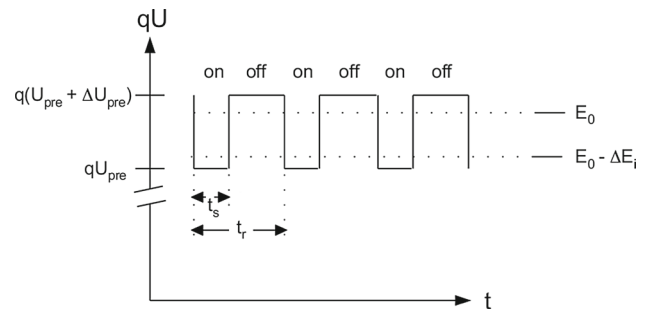 qU
on off on off on off
q(U_pre + ΔU_pre)
E_0
E_0 - ΔE_i
qU_pre
t_s
t_r
t